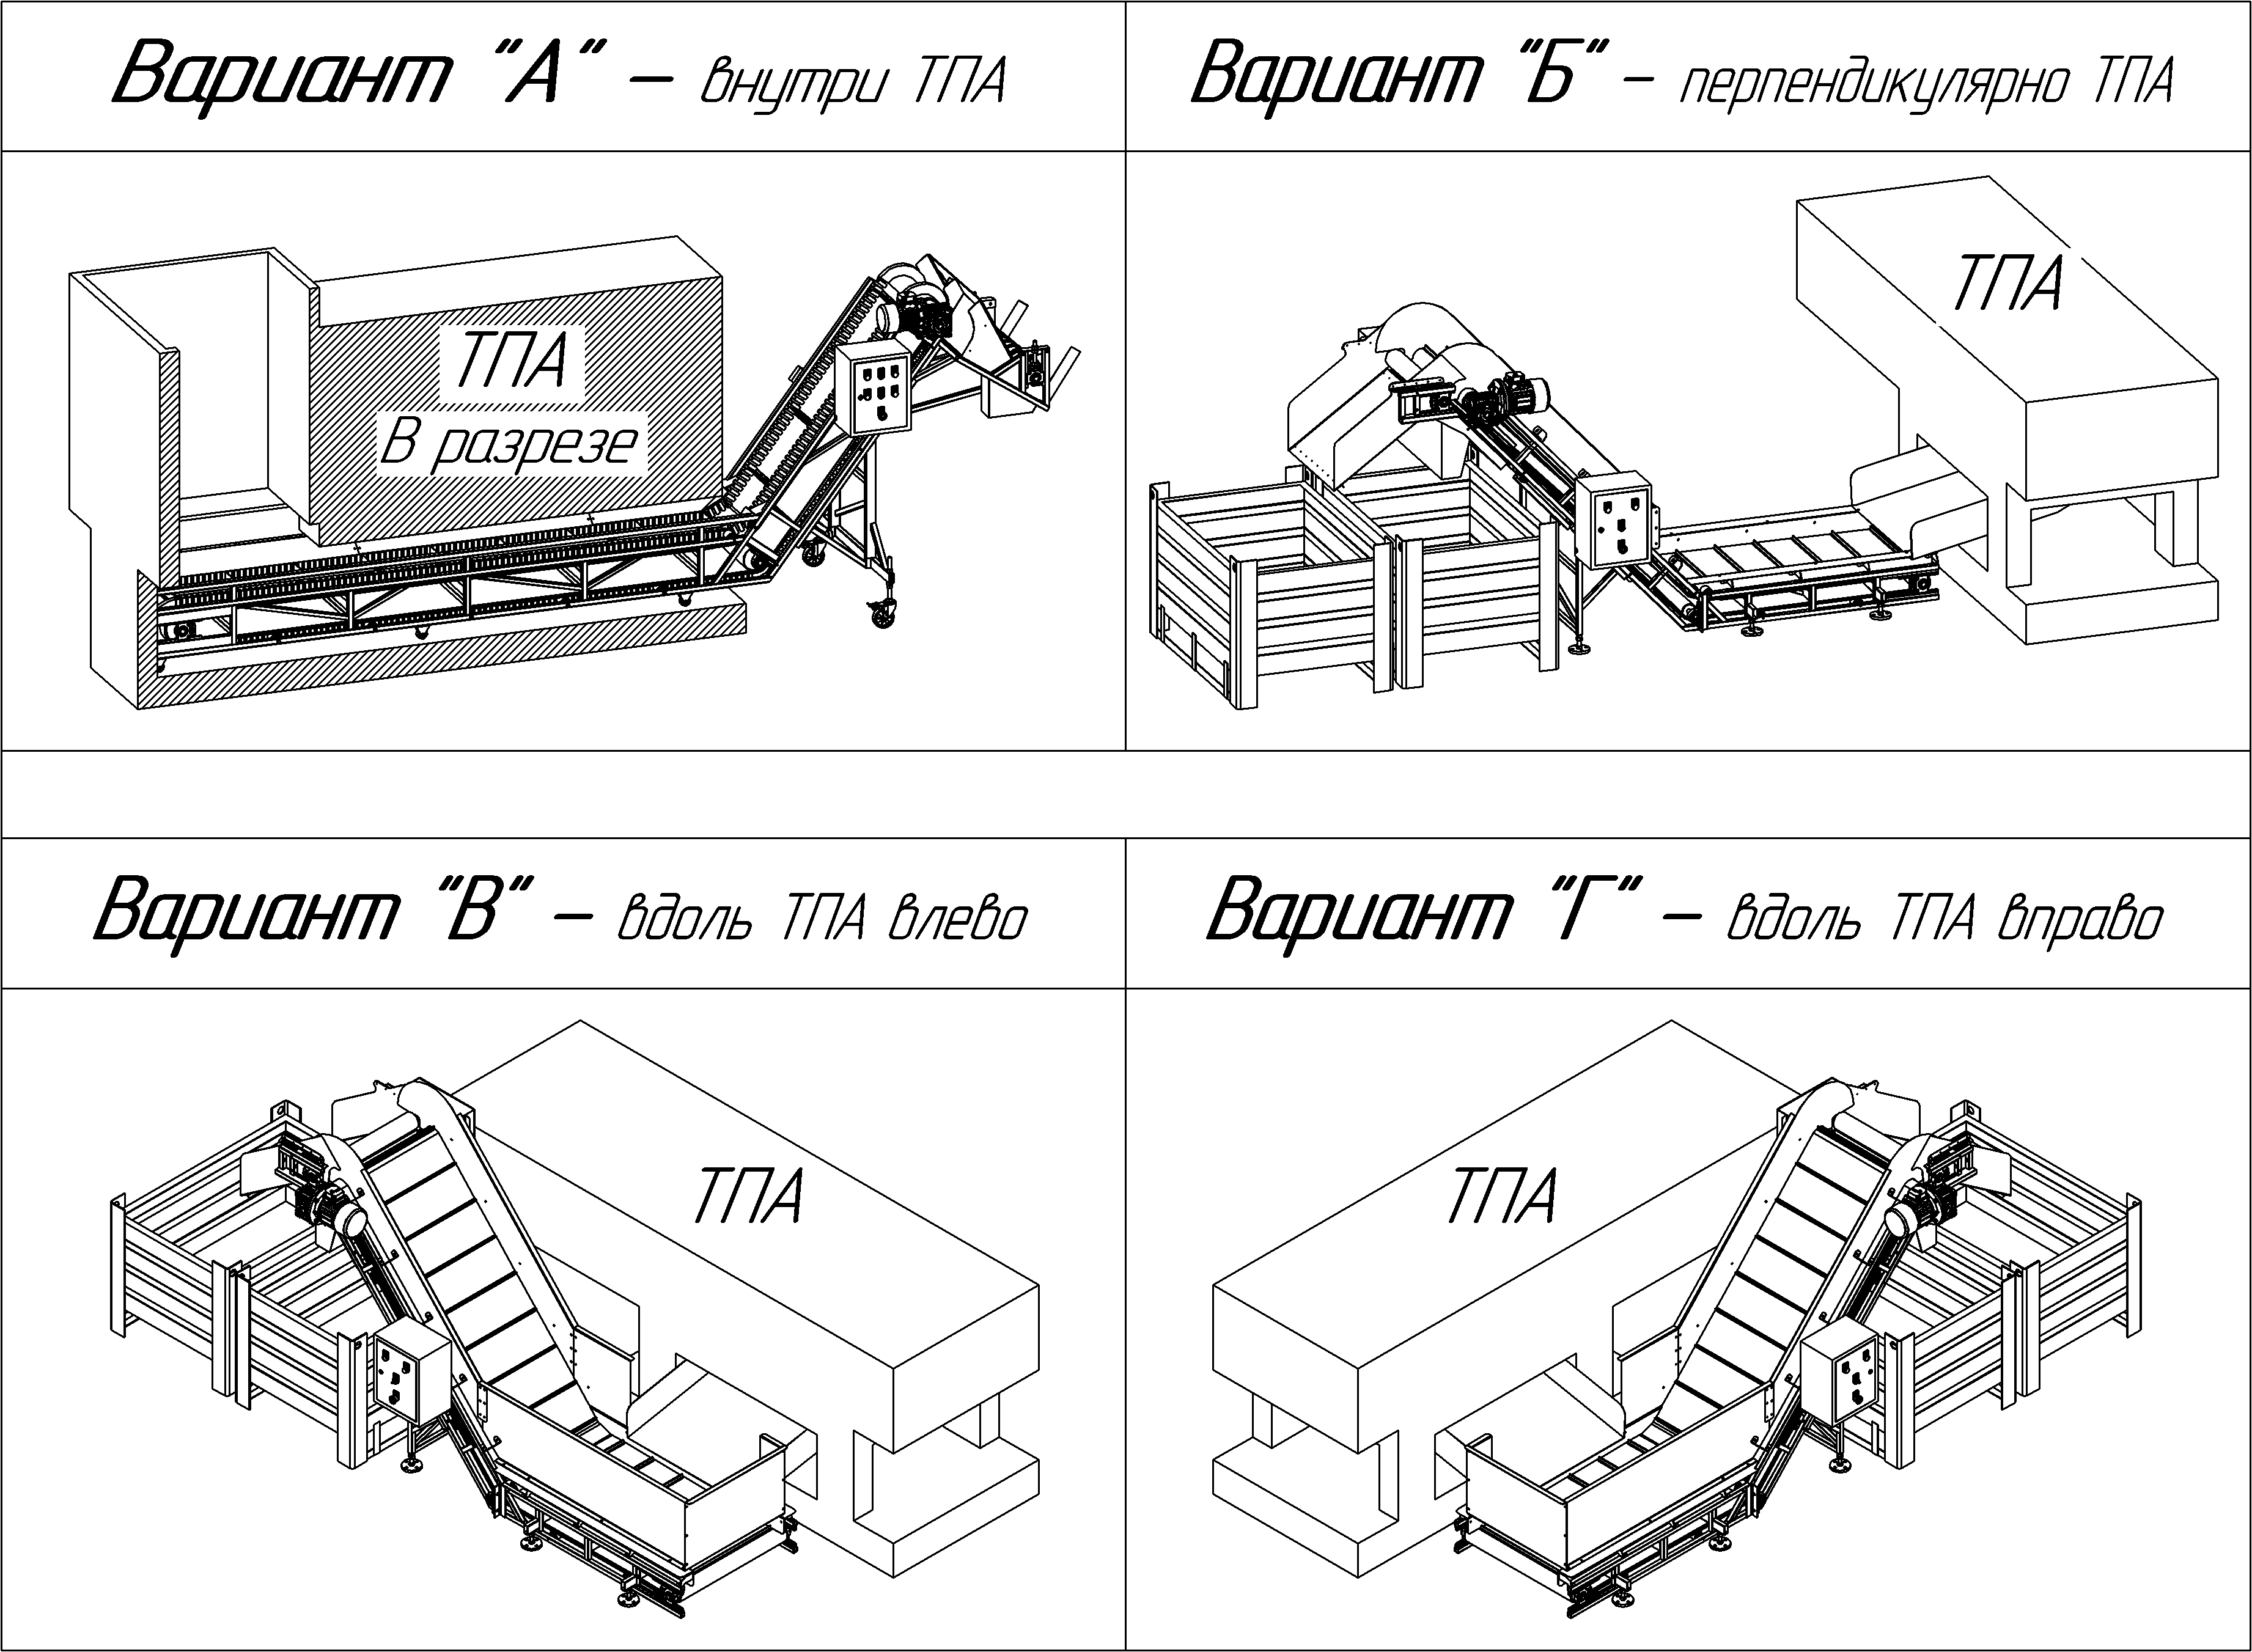 Вариант "А" – внутри ТПА
Вариант "Б" – перпендикулярно ТПА
ТПА
В разрезе
ТПА
Вариант "В" – вдоль ТПА влево
Вариант "Г" – вдоль ТПА вправо
ТПА
ТПА